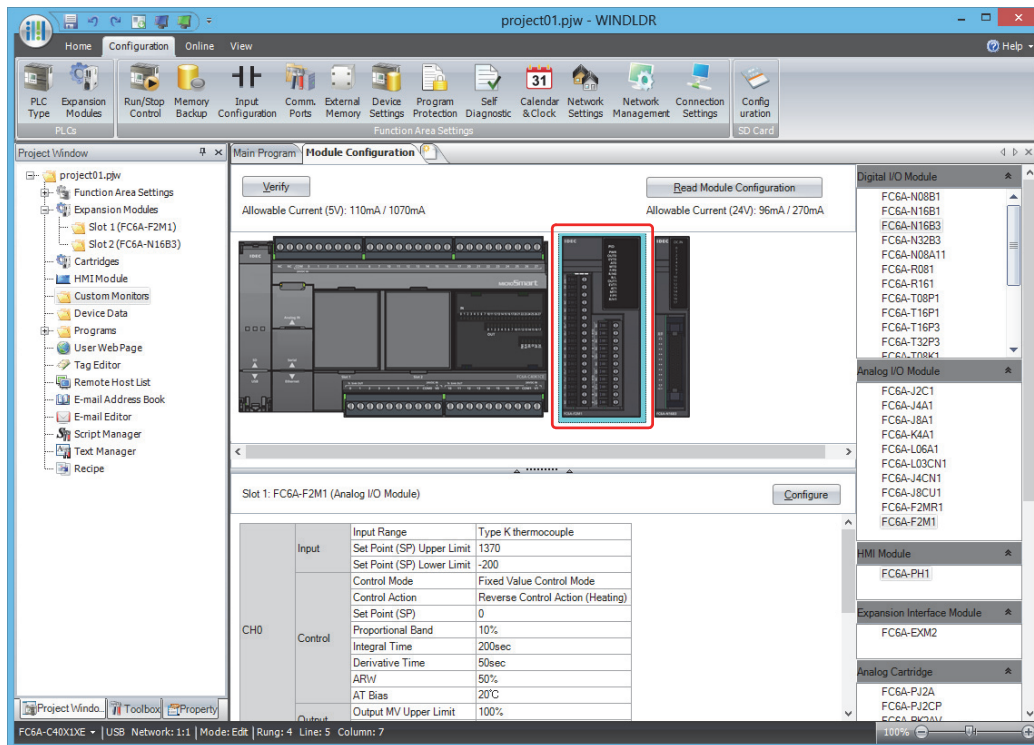 project01.pjw - WINDLDR
Home Configuration Online View
Help
PLC Type
Expansion Modules
Run/Stop Control
Memory Backup
Input Configuration
Comm. Ports
External Memory
Device Settings
Program Protection
Self Diagnostic
31
Calendar & Clock
Network Settings
Network Management
Connection Settings
Config uration
PLCs
Function Area Settings
SD Card
Project Window
project01.pjw
Function Area Settings
Expansion Modules
Slot 1 (FC6A-F2M1)
Slot 2 (FC6A-N16B3)
Cartridges
HMI Module
Custom Monitors
Device Data
Programs
User Web Page
Tag Editor
Remote Host List
E-mail Address Book
E-mail Editor
Script Manager
Text Manager
Recipe
Project Windo...
Toolbox
Property
Main Program
Module Configuration
Verify
Read Module Configuration
Allowable Current (5V): 110mA / 1070mA
Allowable Current (24V): 96mA / 270mA
MICROSmart
Slot 1: FC6A-F2M1 (Analog I/O Module)
Configure
CH0
Input
Input Range Type K thermocouple
Set Point (SP) Upper Limit 1370
Set Point (SP) Lower Limit -200
Control
Control Mode Fixed Value Control Mode
Control Action Reverse Control Action (Heating)
Set Point (SP) 0
Proportional Band 10%
Integral Time 200sec
Derivative Time 50sec
ARW 50%
AT Bias 20℃
Output
Output MV Upper Limit 100%
Digital I/O Module
FC6A-N08B1
FC6A-N16B1
FC6A-N16B3
FC6A-N32B3
FC6A-N08A11
FC6A-R081
FC6A-R161
FC6A-T08P1
FC6A-T16P1
FC6A-T16P3
FC6A-T32P3
FC6A-T08K1
Analog I/O Module
FC6A-J2C1
FC6A-J4A1
FC6A-J8A1
FC6A-K4A1
FC6A-L06A1
FC6A-L03CN1
FC6A-J4CN1
FC6A-J8CU1
FC6A-F2MR1
FC6A-F2M1
HMI Module
FC6A-PH1
Expansion Interface Module
FC6A-EXM2
Analog Cartridge
FC6A-PJ2A
FC6A-PJ2CP
FC6A-PK2AV
FC6A-C40X1XE USB Network: 1:1 Mode: Edit Rung: 4 Line: 5 Column: 7
100%